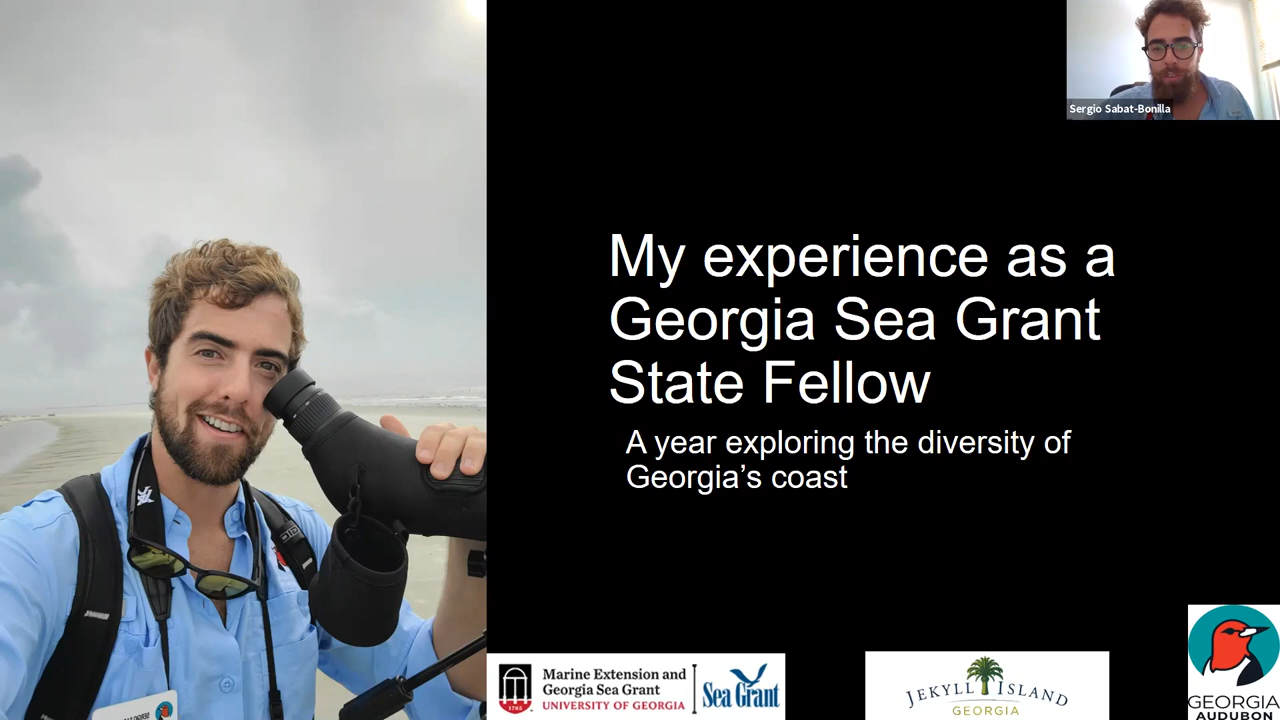 Sergio Sabat-Bonilla
My experience as a
Georgia Sea Grant
State Fellow
A year exploring the diversity of
Georgia's coast
Marine Extension and
Georgia Sea Grant
UNIVERSITY OF GEORGIA
1785
Sea Grant
JEKYLL ISLAND
GEORGIA
GEORGIA
AUDUBON